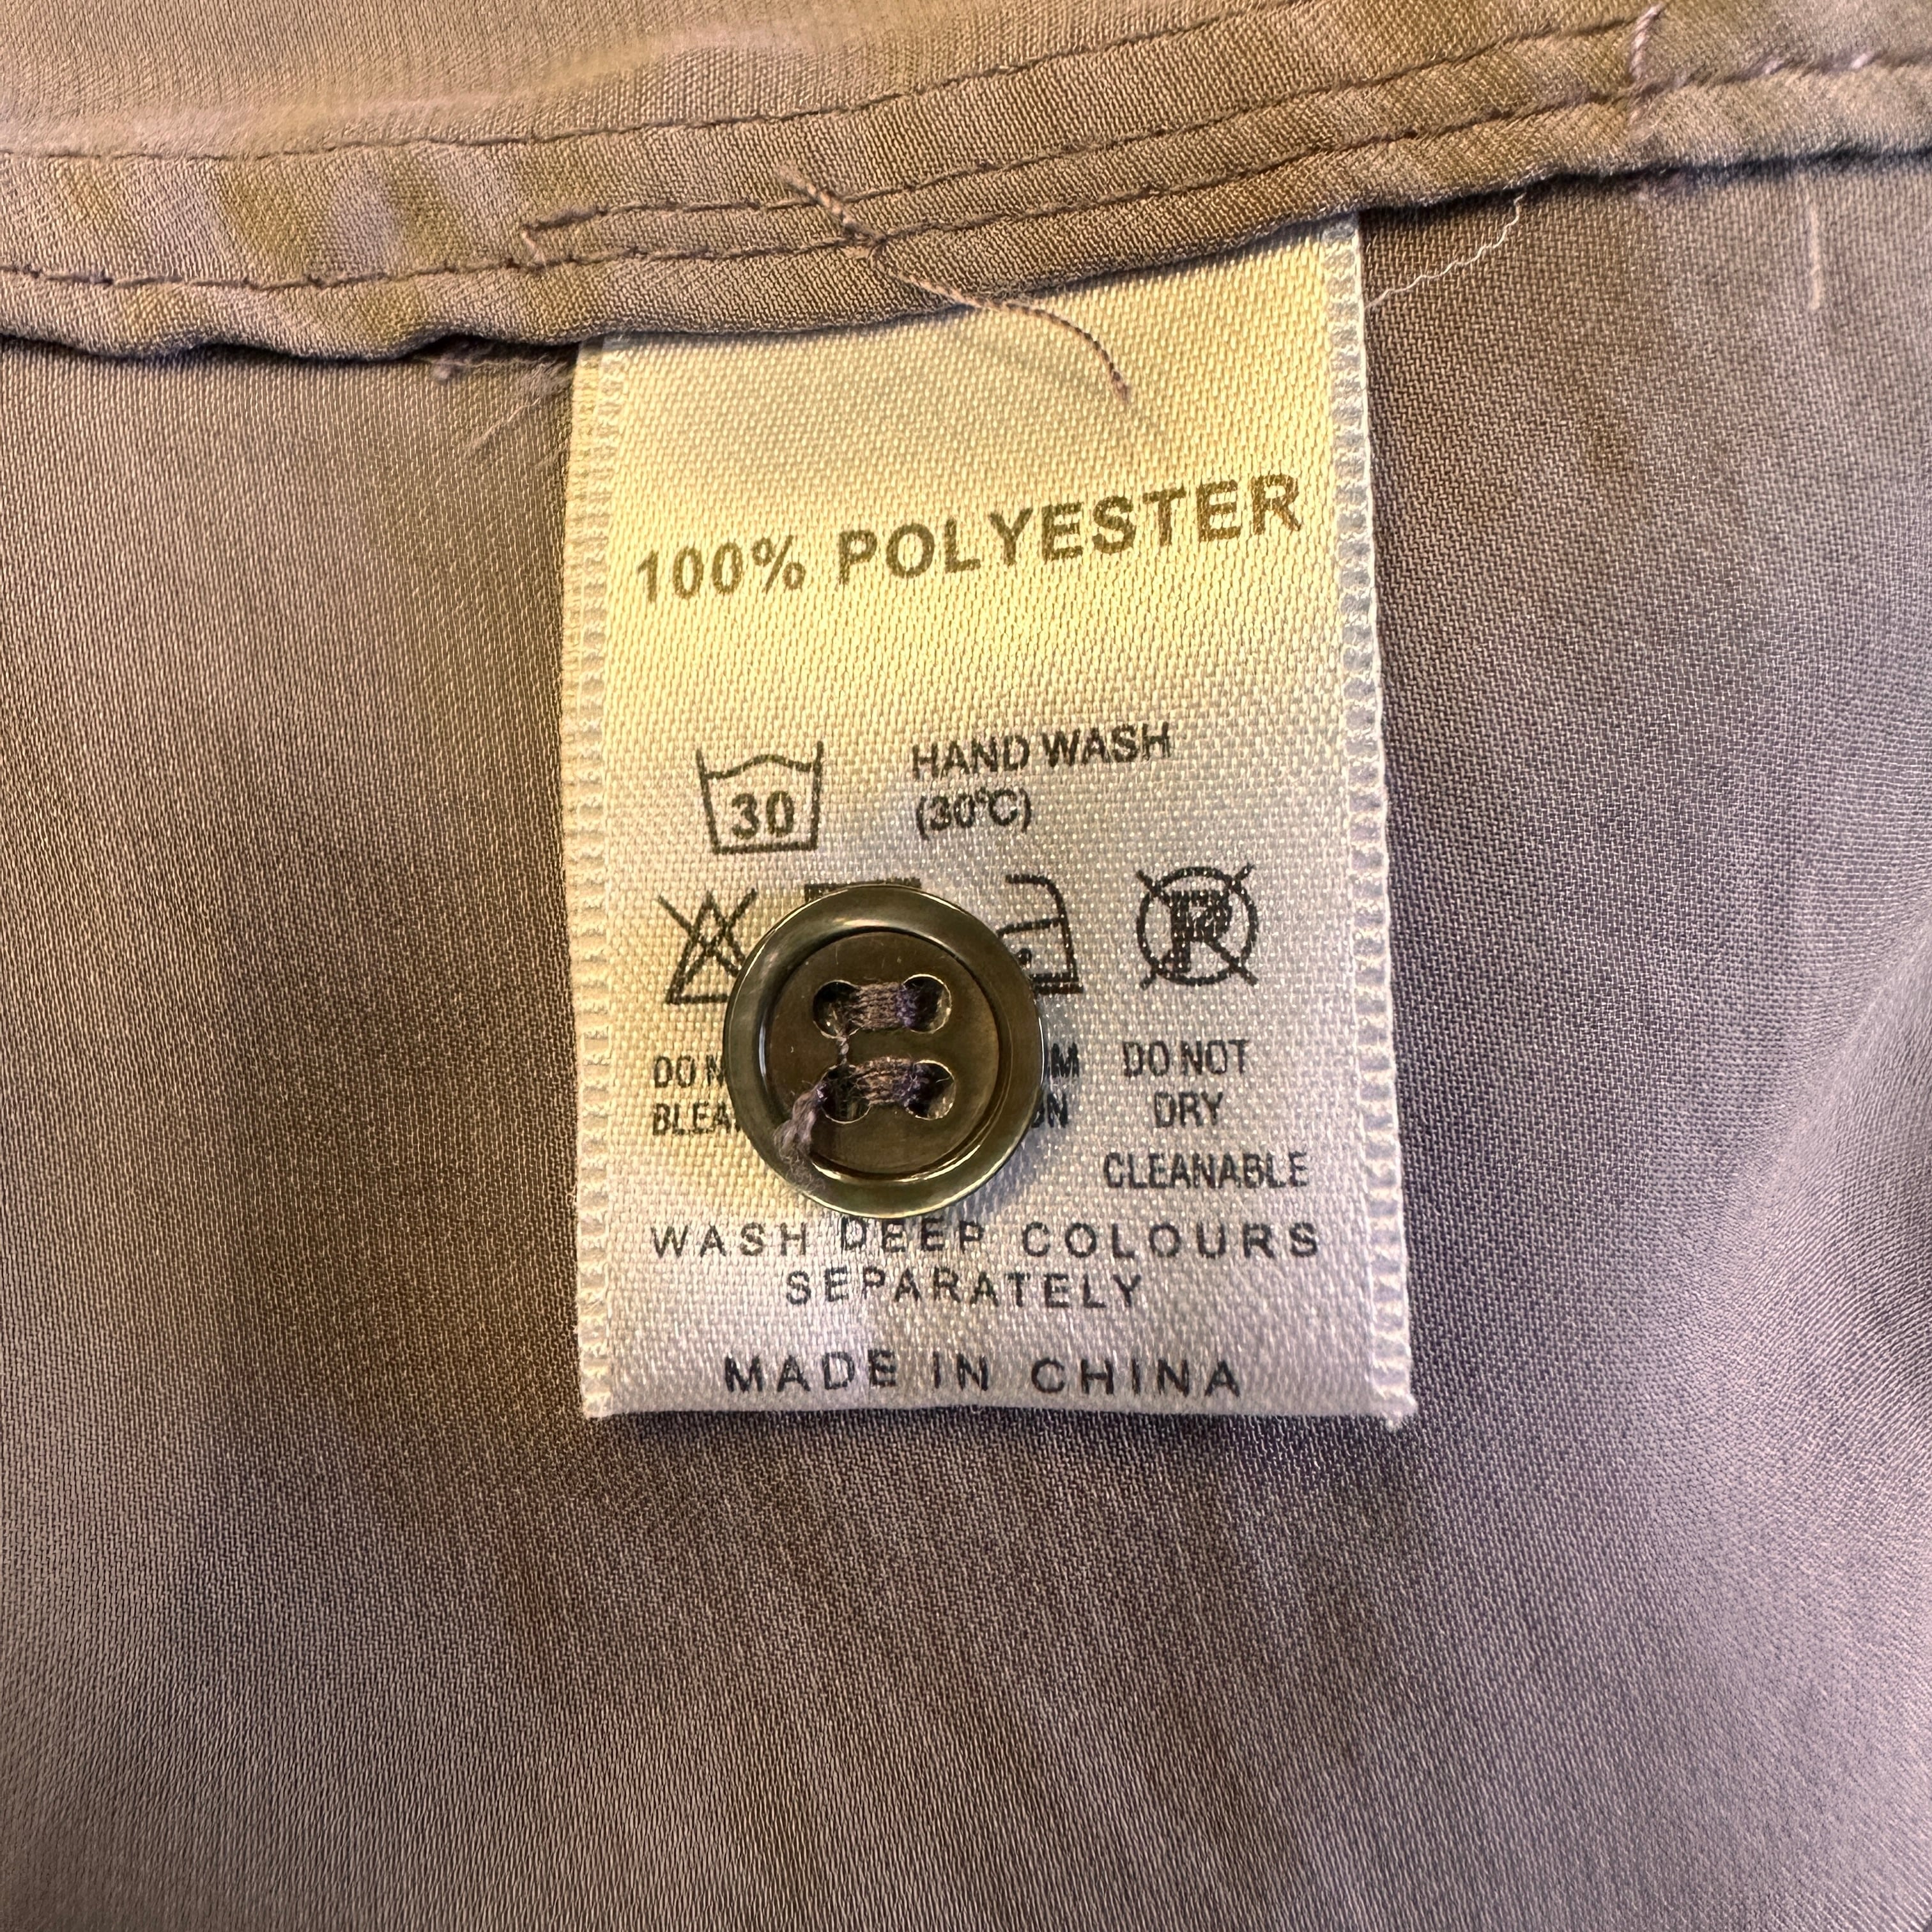 100% POLYESTER
30
HAND WASH
(30°C)
P
DO NOT
DRY
CLEANABLE
WASH DEEP COLOURS
SEPARATELY
MADE IN CHINA